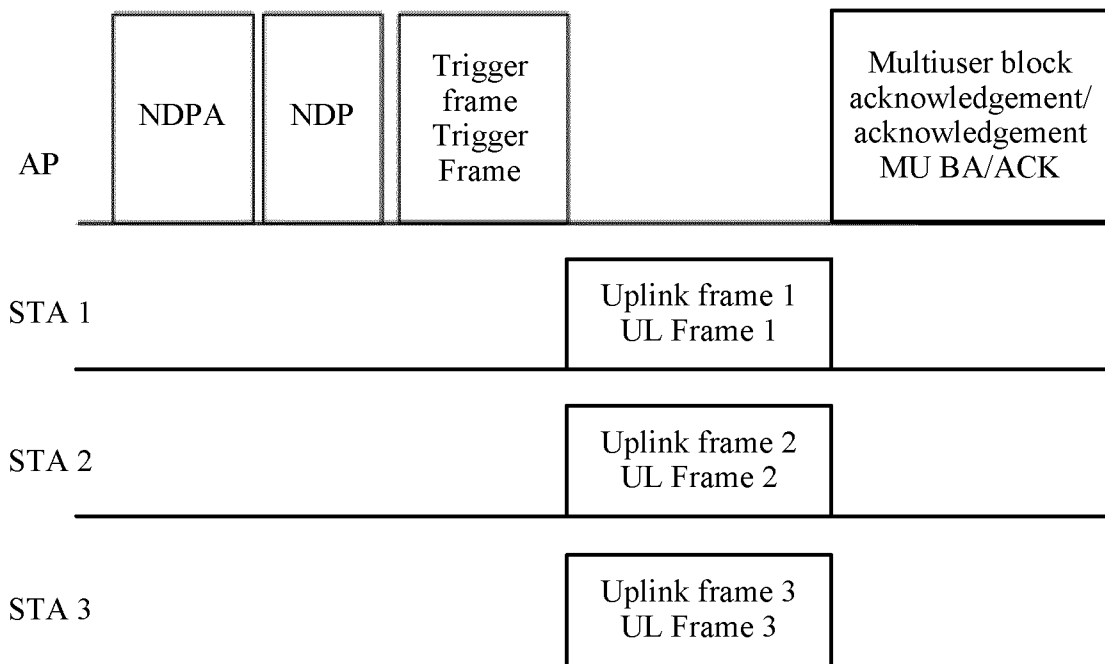 AP
NDPA
NDP
Trigger
frame
Trigger
Frame
Multiuser block
acknowledgement/
acknowledgement
MU BA/ACK
STA 1
Uplink frame 1
UL Frame 1
STA 2
Uplink frame 2
UL Frame 2
STA 3
Uplink frame 3
UL Frame 3